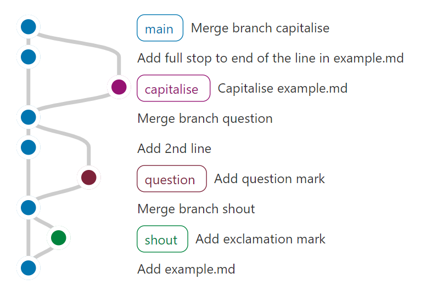 main Merge branch capitalise
Add full stop to end of the line in example.md
capitalise Capitalise example.md
Merge branch question
Add 2nd line
question Add question mark
Merge branch shout
shout Add exclamation mark
Add example.md